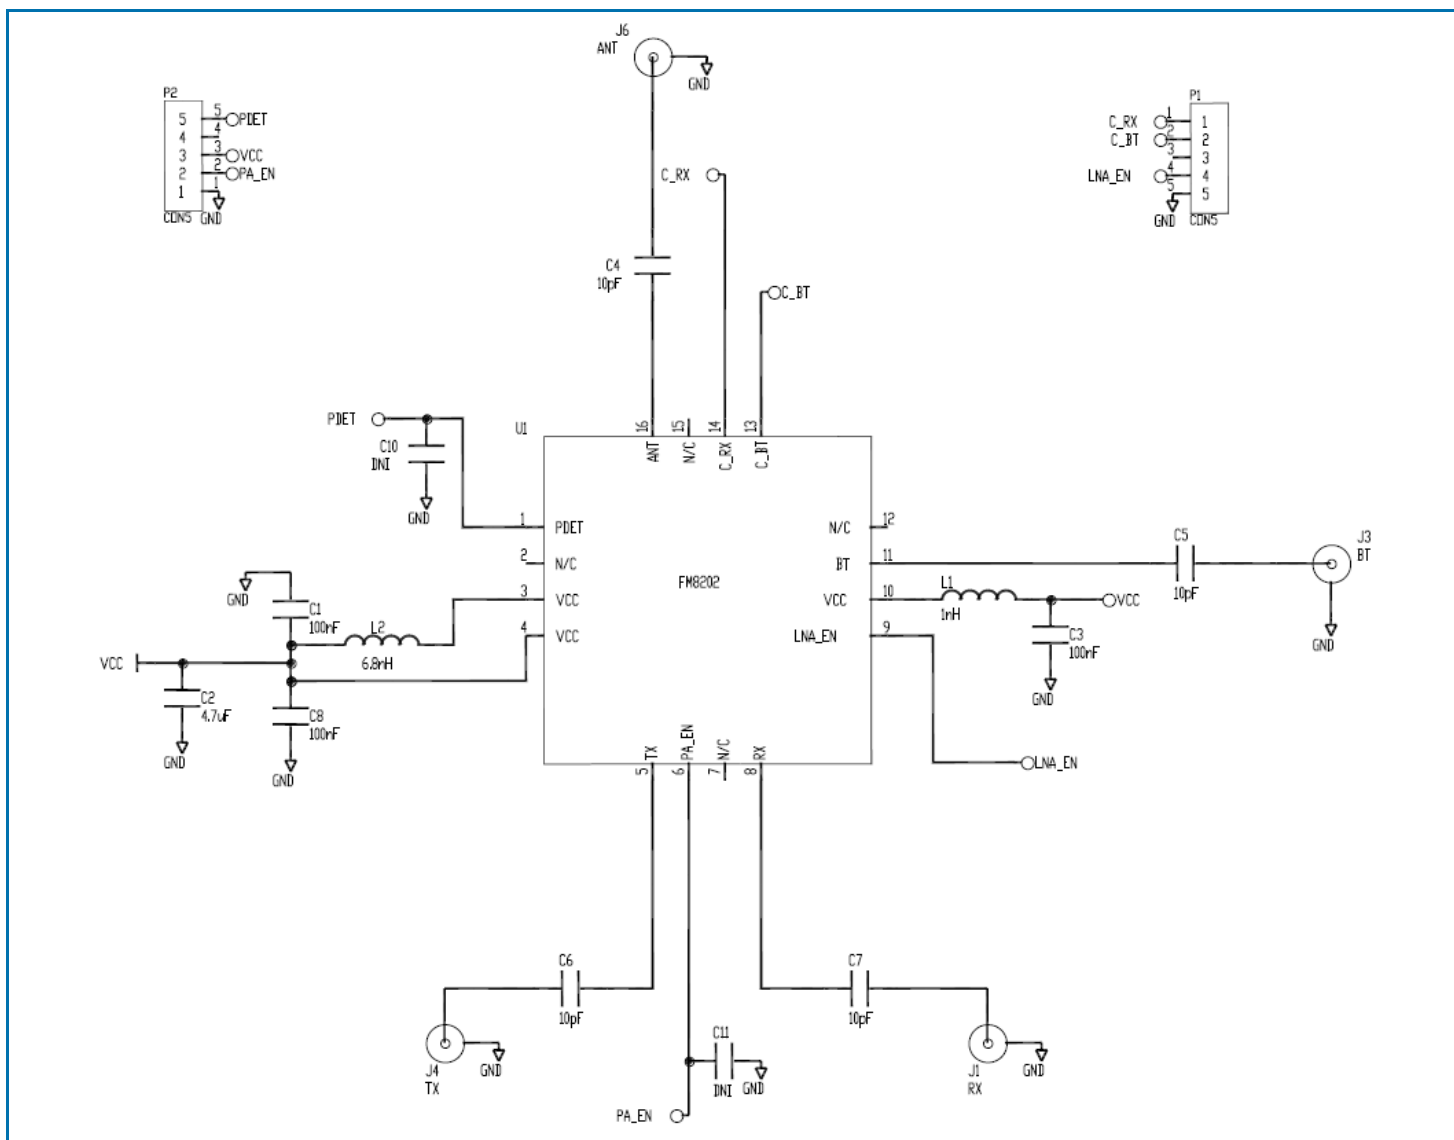 J6
ANT
GND
P2
5 5 PDET
4 4
3 3 VCC
2 2 PA_EN
1 1
CON5 GND
P1
C_RX 1 1
C_BT 2 2
3 3
LNA_EN 4 4
5 5
GND CON5
C_RX
C4
10pF
C_BT
PDET
C10
DNI
GND
U1
16 15 14 13
ANT N/C C_RX C_BT
1 PDET
2 N/C
3 VCC
4 VCC
FM8202
N/C 12
BT 11
VCC 10
LNA_EN 9
C5
10pF
J3
BT
GND
L1
1nH
VCC
C3
100nF
GND
GND
C1
100nF
L2
6.8nH
VCC
C2
4.7uF
GND
C8
100nF
GND
TX PA_EN N/C RX
5 6 7 8
LNA_EN
C6
10pF
C7
10pF
J4
TX
GND
C11
DNI
GND
PA_EN
J1
RX
GND